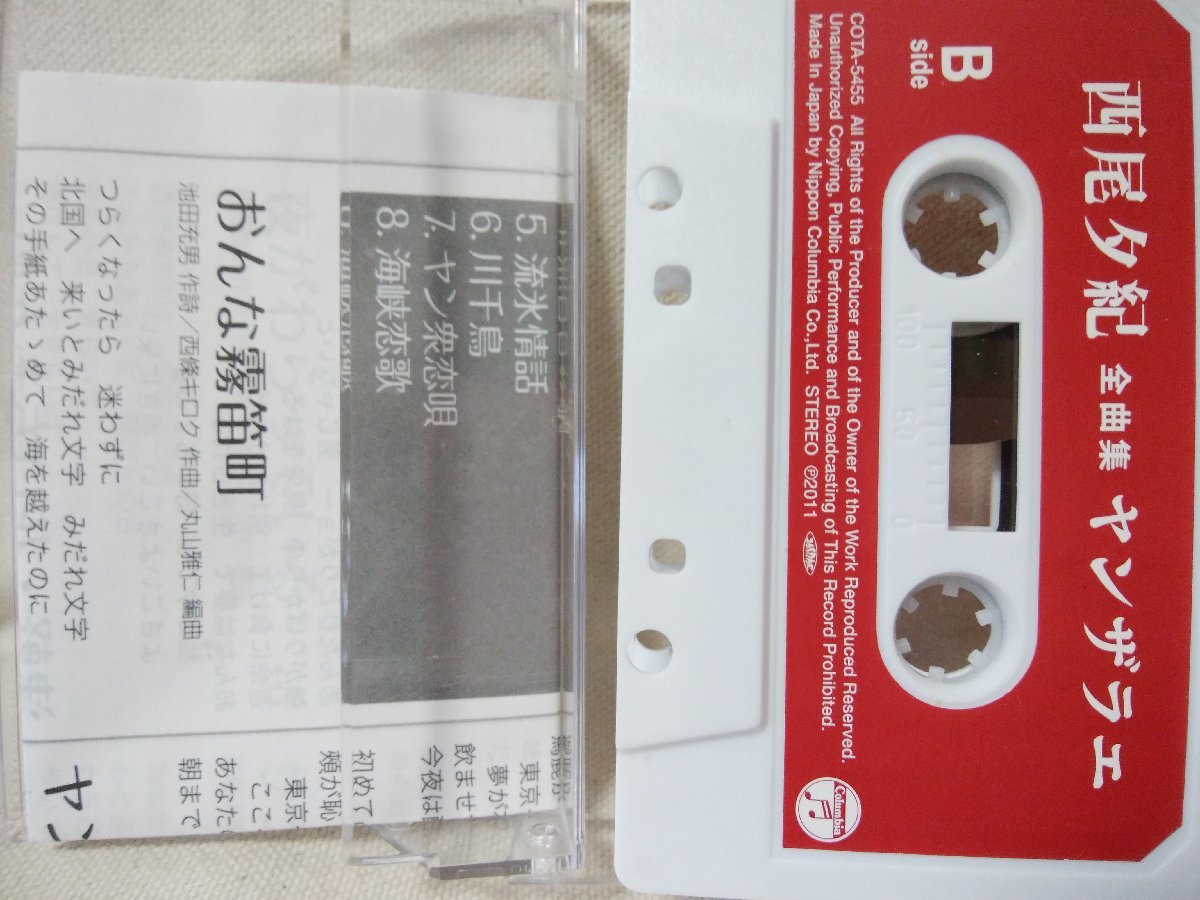 西尾夕紀 全曲集 ヤンザラエ
B
side
COTA-5455 All Rights of the Producer and of the Owner of the Work Reproduced Reserved.
Unauthorized Copying, Public Performance and Broadcasting of This Record Prohibited.
Made In Japan by Nippon Columbia Co.,Ltd. STEREO Ⓟ2011
Columbia
100 50 0
5. 流氷情話
6. 川千鳥
7. ヤン衆恋唄
8. 海峡恋歌
おんな霧笛町
池田充男 作詩/西條キロク 作曲/丸山雅仁 編曲
つらくなったら 迷わずに
北国へ 来いとみだれ文字 みだれ文字
その手紙あたゝめて 海を越えたのに
東京
夢が
飲ませ
今夜は
初めて
頬が恥
東京
ここ
あなた
朝まで
ヤン